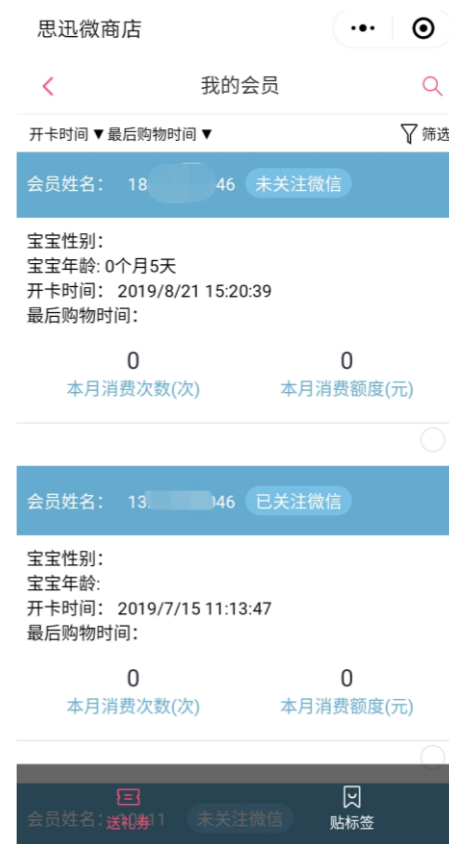 思迅微商店
我的会员
开卡时间▼最后购物时间▼ 筛选
会员姓名: 18 46 未关注微信
宝宝性别:
宝宝年龄: 0个月5天
开卡时间: 2019/8/21 15:20:39
最后购物时间:
0 0
本月消费次数(次) 本月消费额度(元)
会员姓名: 13 46 已关注微信
宝宝性别:
宝宝年龄:
开卡时间: 2019/7/15 11:13:47
最后购物时间:
0 0
本月消费次数(次) 本月消费额度(元)
会员姓名: 11 未关注微信
送礼券 贴标签